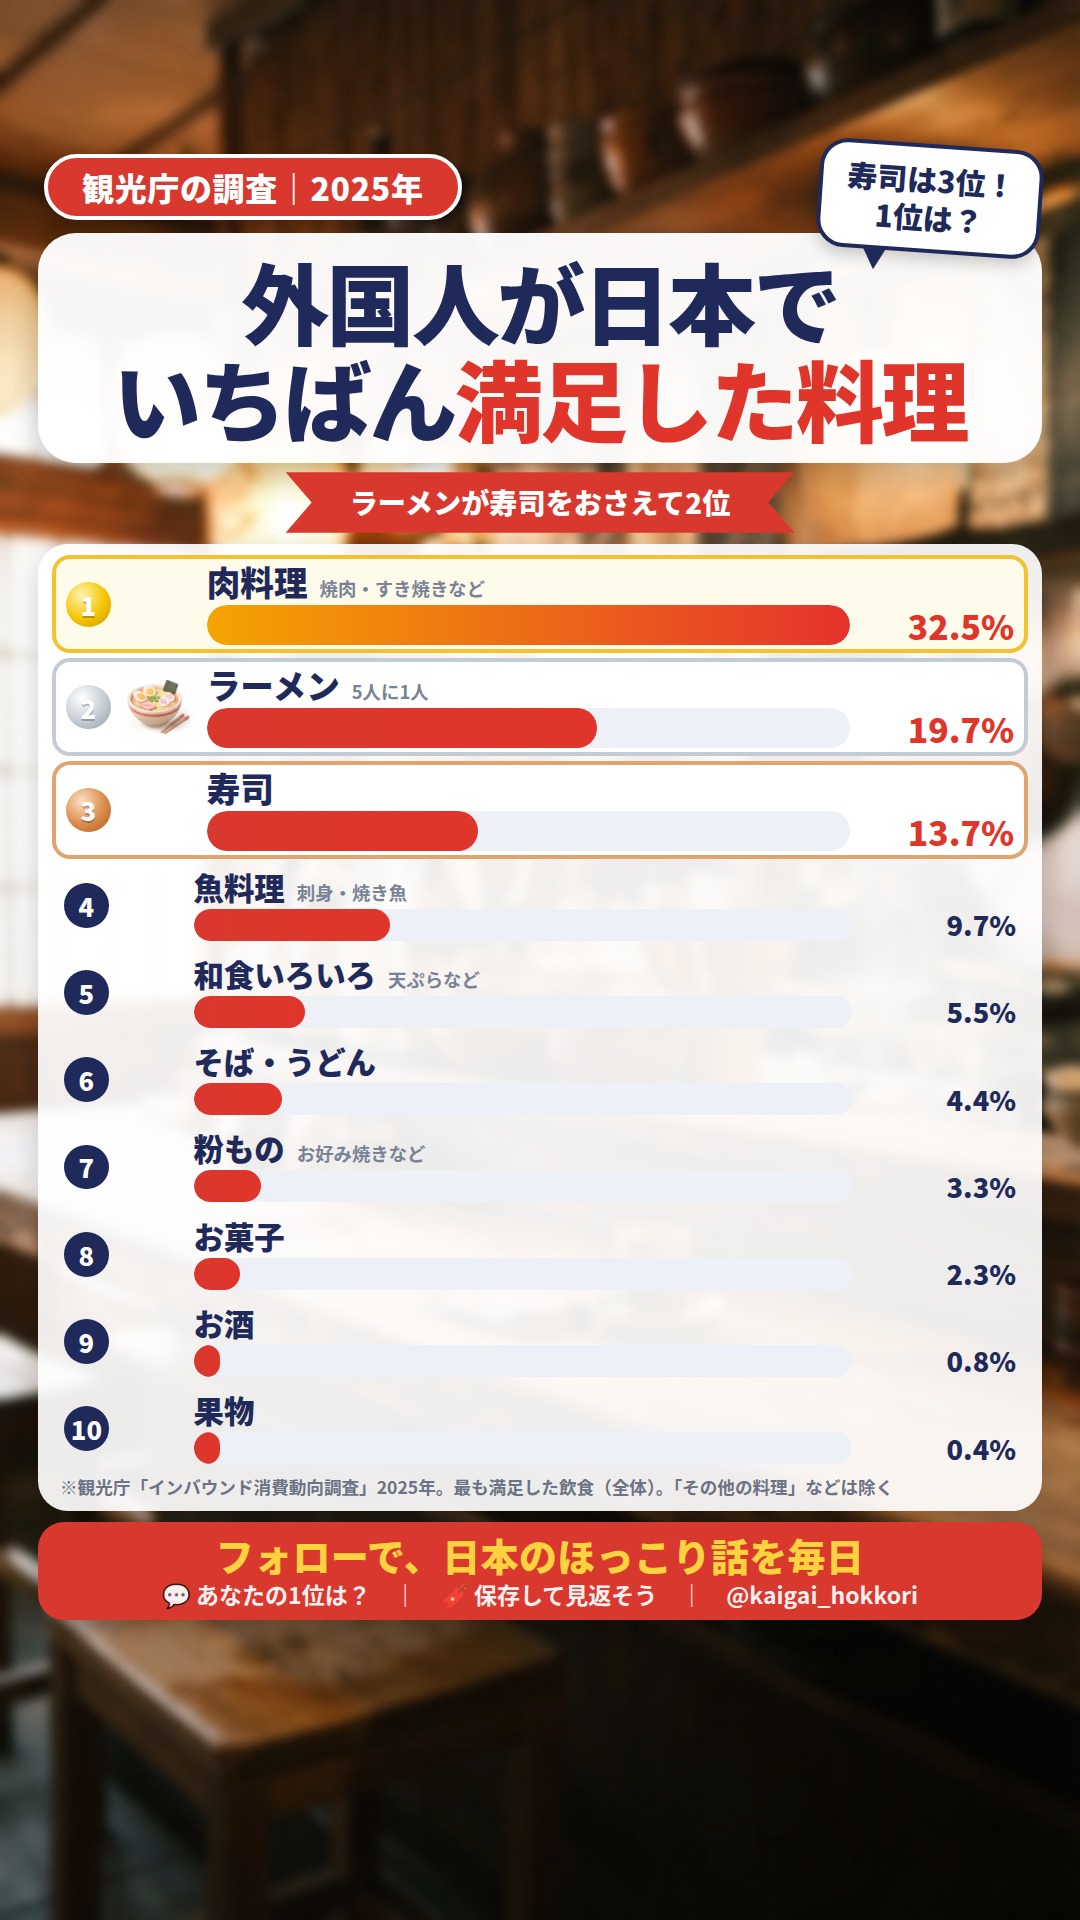 観光庁の調査｜2025年
寿司は3位！
1位は？
外国人が日本で
いちばん満足した料理
ラーメンが寿司をおさえて2位
1 肉料理 焼肉・すき焼きなど 32.5%
2 ラーメン 5人に1人 19.7%
3 寿司 13.7%
4 魚料理 刺身・焼き魚 9.7%
5 和食いろいろ 天ぷらなど 5.5%
6 そば・うどん 4.4%
7 粉もの お好み焼きなど 3.3%
8 お菓子 2.3%
9 お酒 0.8%
10 果物 0.4%
※観光庁「インバウンド消費動向調査」2025年。最も満足した飲食（全体）。「その他の料理」などは除く
フォローで、日本のほっこり話を毎日
💬 あなたの1位は？ ｜ 📌 保存して見返そう ｜ @kaigai_hokkori